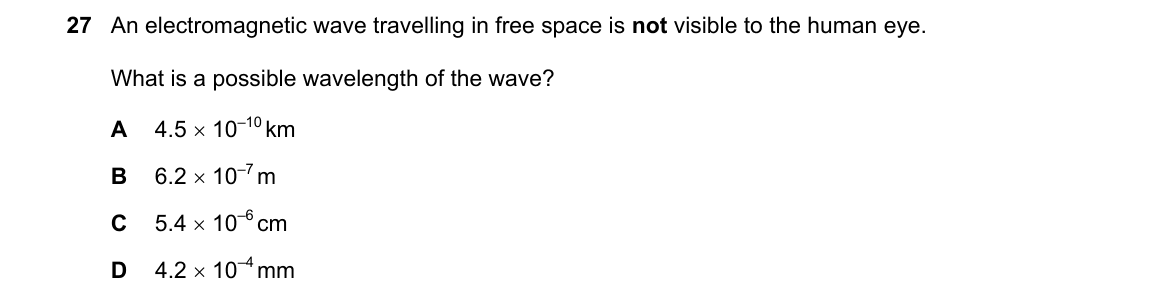 27 An electromagnetic wave travelling in free space is not visible to the human eye.
What is a possible wavelength of the wave?
A 4.5 × 10⁻¹⁰ km
B 6.2 × 10⁻⁷ m
C 5.4 × 10⁻⁶ cm
D 4.2 × 10⁻⁴ mm